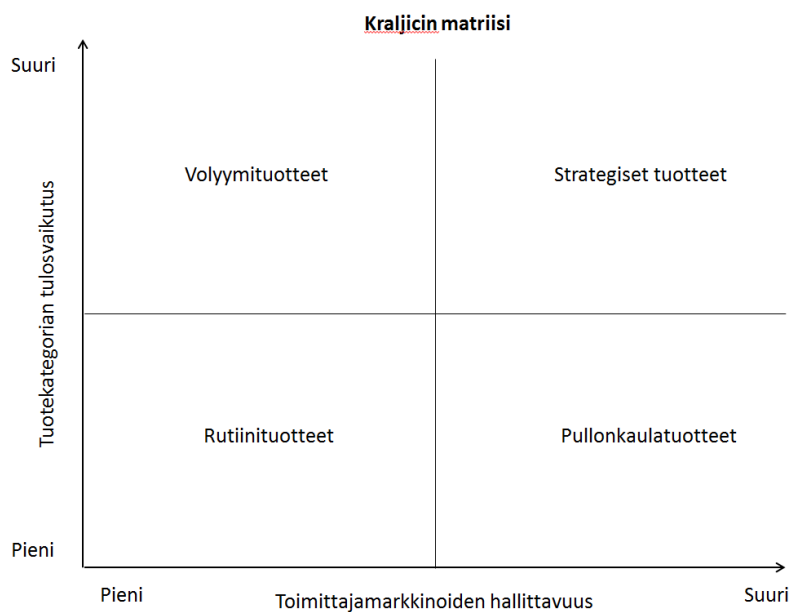 Kraljicin matriisi
Suuri
Volyymituotteet
Strategiset tuotteet
Tuotekategorian tulosvaikutus
Rutiinituotteet
Pullonkaulatuotteet
Pieni
Pieni
Toimittajamarkkinoiden hallittavuus
Suuri